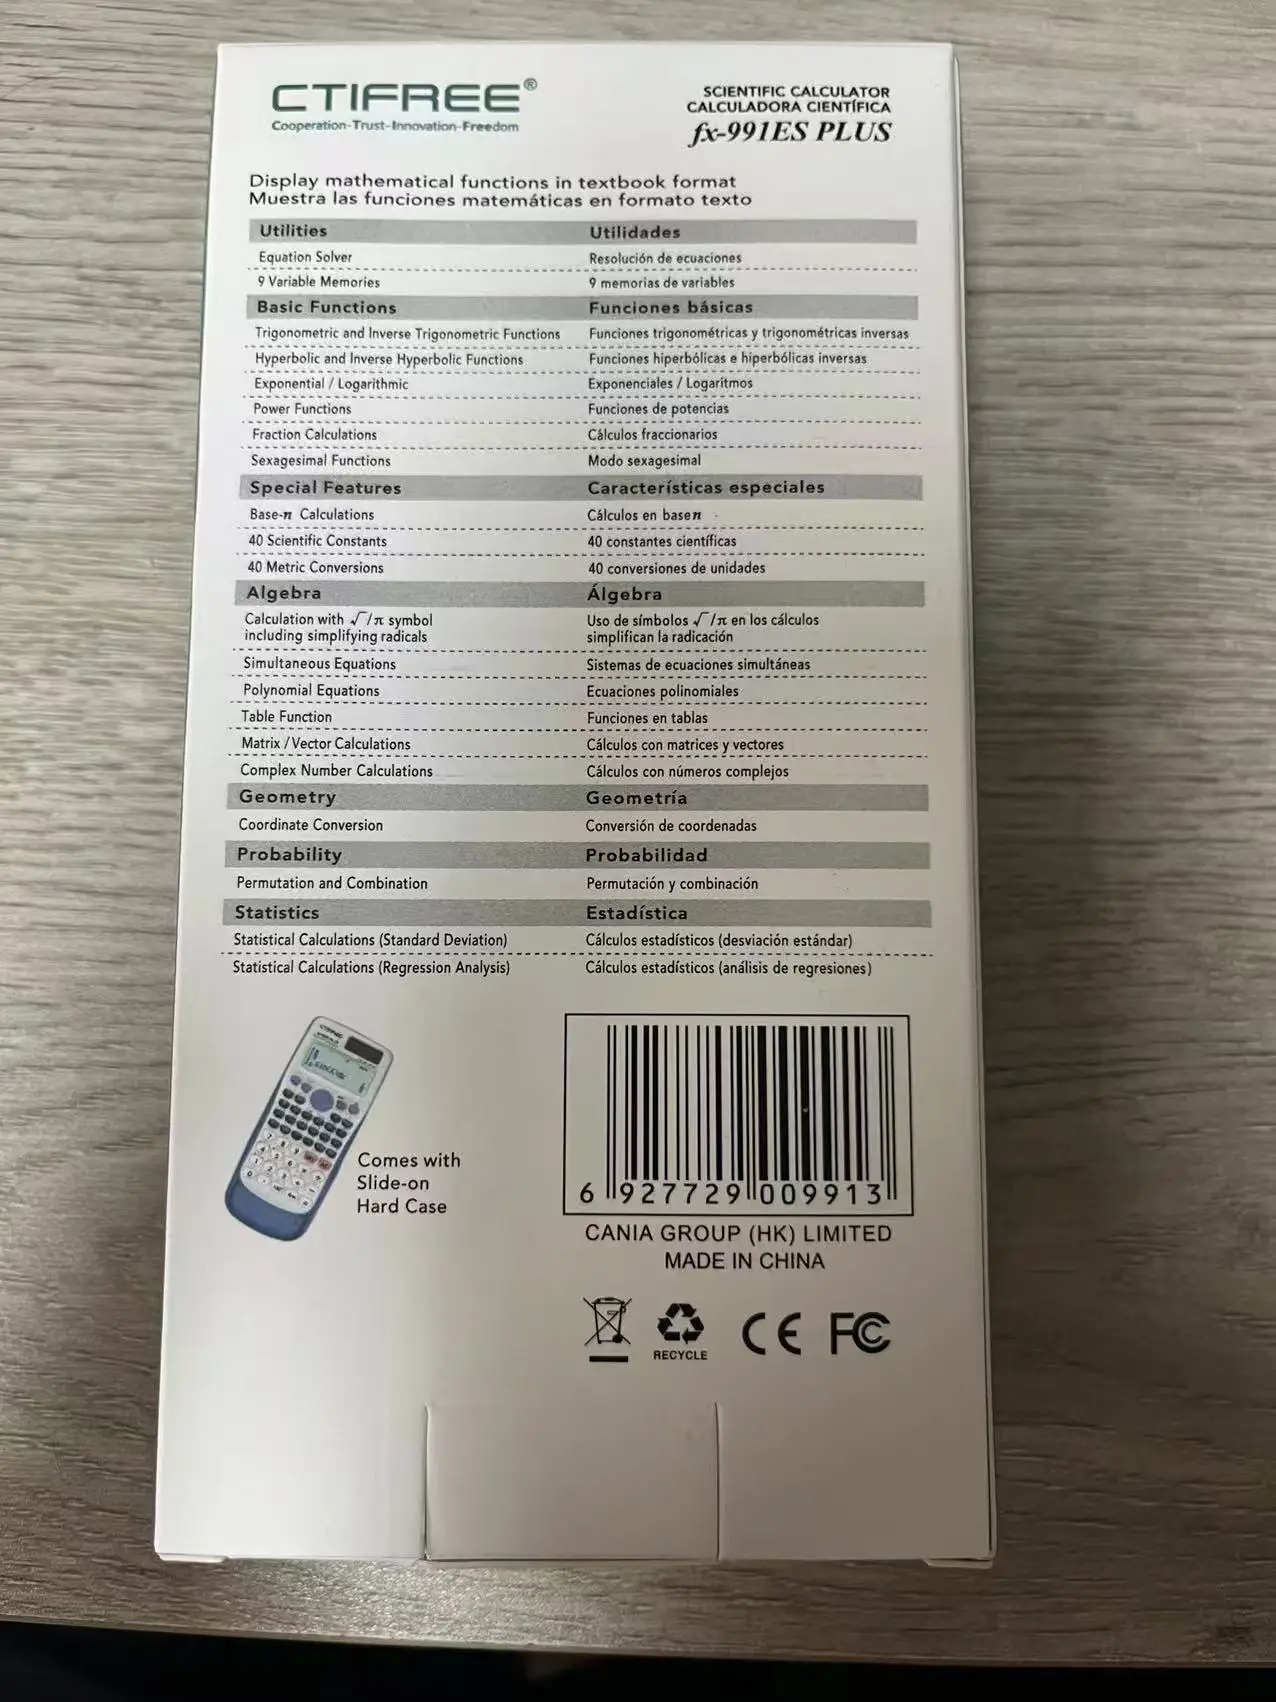 CTIFREE®
Cooperation-Trust-Innovation-Freedom
SCIENTIFIC CALCULATOR
CALCULADORA CIENTÍFICA
fx-991ES PLUS
Display mathematical functions in textbook format
Muestra las funciones matemáticas en formato texto
Utilities Utilidades
Equation Solver Resolución de ecuaciones
9 Variable Memories 9 memorias de variables
Basic Functions Funciones básicas
Trigonometric and Inverse Trigonometric Functions Funciones trigonométricas y trigonométricas inversas
Hyperbolic and Inverse Hyperbolic Functions Funciones hiperbólicas e hiperbólicas inversas
Exponential / Logarithmic Exponenciales / Logaritmos
Power Functions Funciones de potencias
Fraction Calculations Cálculos fraccionarios
Sexagesimal Functions Modo sexagesimal
Special Features Características especiales
Base-n Calculations Cálculos en base n
40 Scientific Constants 40 constantes científicas
40 Metric Conversions 40 conversiones de unidades
Algebra Álgebra
Calculation with √/π symbol Uso de símbolos √/π en los cálculos
including simplifying radicals simplifican la radicación
Simultaneous Equations Sistemas de ecuaciones simultáneas
Polynomial Equations Ecuaciones polinomiales
Table Function Funciones en tablas
Matrix / Vector Calculations Cálculos con matrices y vectores
Complex Number Calculations Cálculos con números complejos
Geometry Geometría
Coordinate Conversion Conversión de coordenadas
Probability Probabilidad
Permutation and Combination Permutación y combinación
Statistics Estadística
Statistical Calculations (Standard Deviation) Cálculos estadísticos (desviación estándar)
Statistical Calculations (Regression Analysis) Cálculos estadísticos (análisis de regresiones)
Comes with
Slide-on
Hard Case
6 927729 009913
CANIA GROUP (HK) LIMITED
MADE IN CHINA
RECYCLE
CE FC